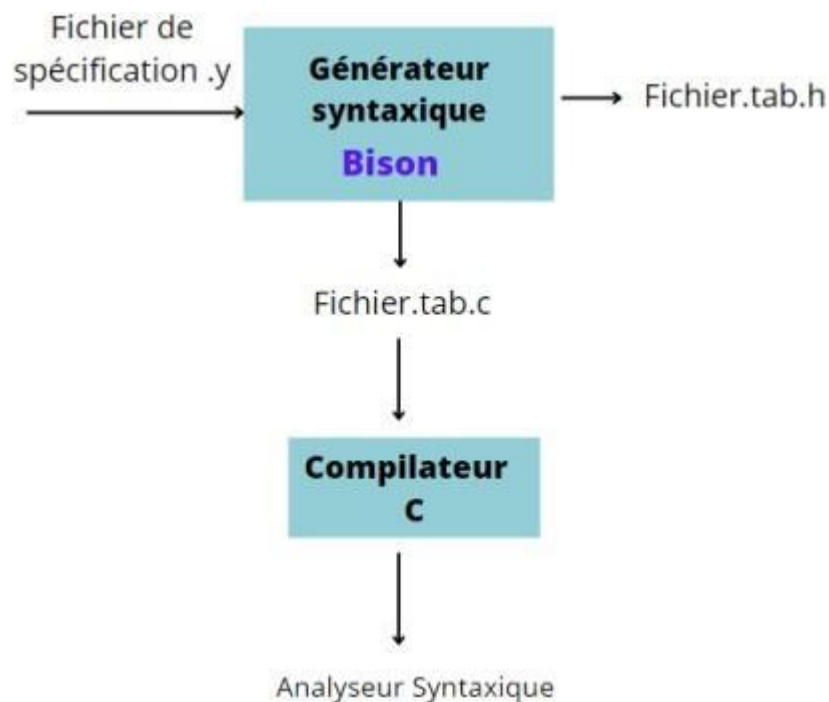 Fichier de
spécification .y
Générateur
syntaxique
Bison
Fichier.tab.h
Fichier.tab.c
Compilateur
C
Analyseur Syntaxique